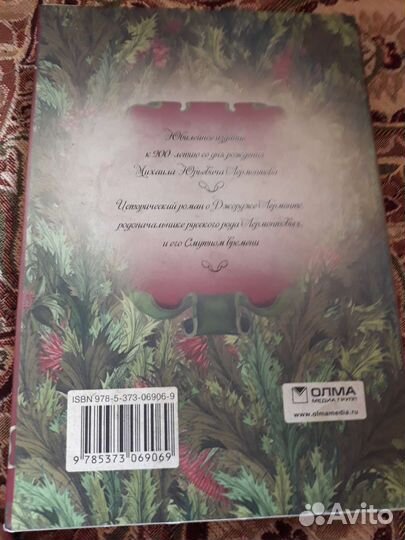 Юбилейное издание
к 200-летию со дня рождения
Михаила Юрьевича Лермонтова
Исторический роман о Джордже Лермонте,
родоначальнике русского рода Лермонтовых,
и его Смутном времени
ISBN 978-5-373-06906-9
9 785373 069069
ОЛМА
МЕДИА ГРУПП
www.olmamedia.ru
Avito